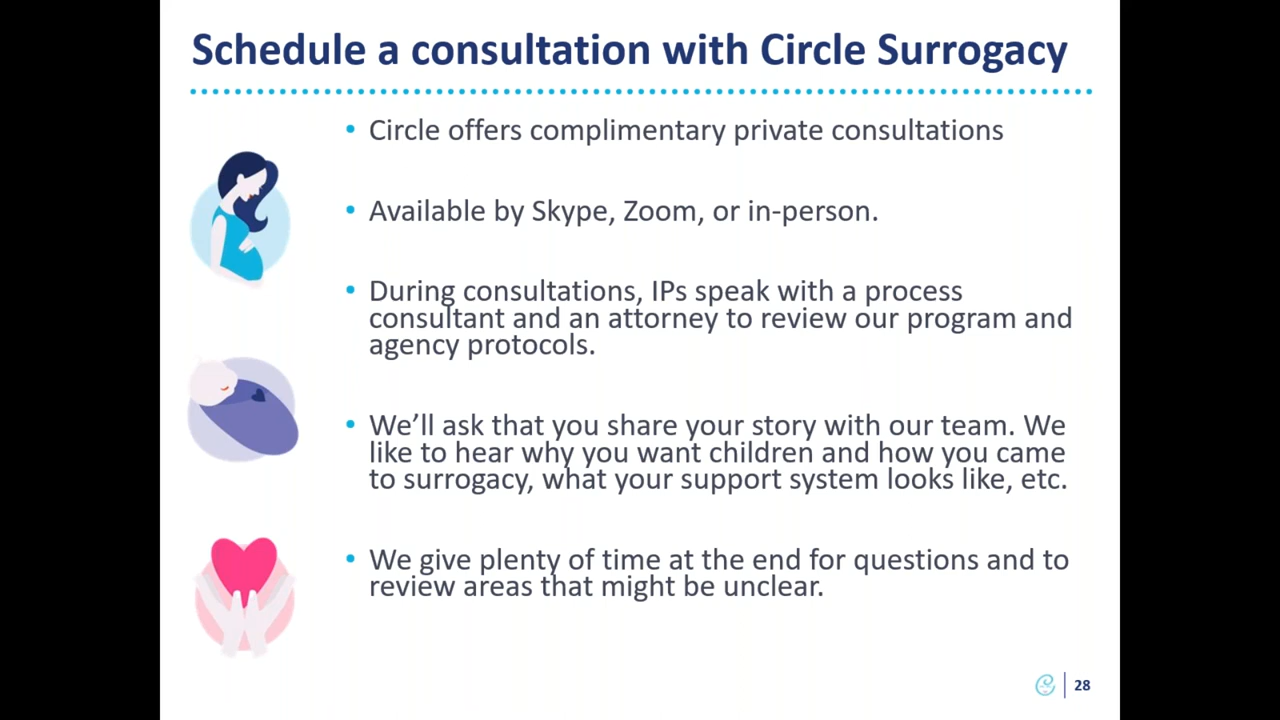 Schedule a consultation with Circle Surrogacy
• Circle offers complimentary private consultations
• Available by Skype, Zoom, or in-person.
• During consultations, IPs speak with a process
consultant and an attorney to review our program and
agency protocols.
• We’ll ask that you share your story with our team. We
like to hear why you want children and how you came
to surrogacy, what your support system looks like, etc.
• We give plenty of time at the end for questions and to
review areas that might be unclear.
28